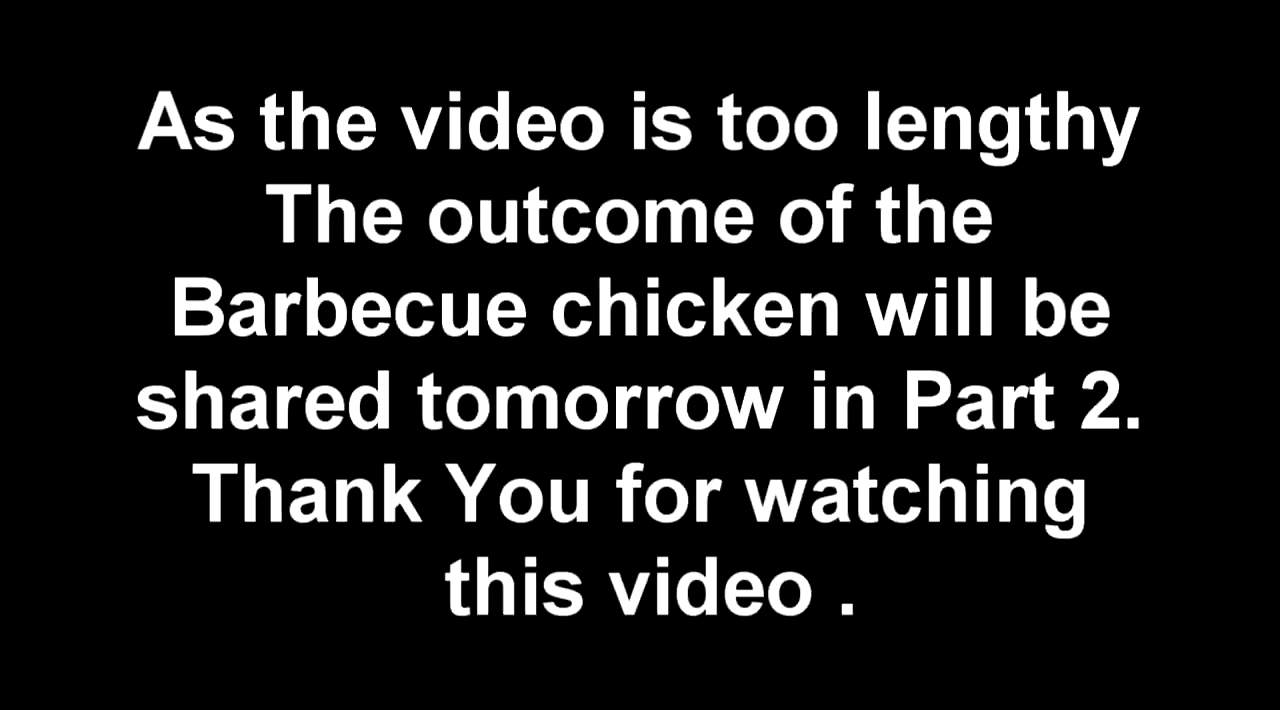 As the video is too lengthy
The outcome of the
Barbecue chicken will be
shared tomorrow in Part 2.
Thank You for watching
this video .